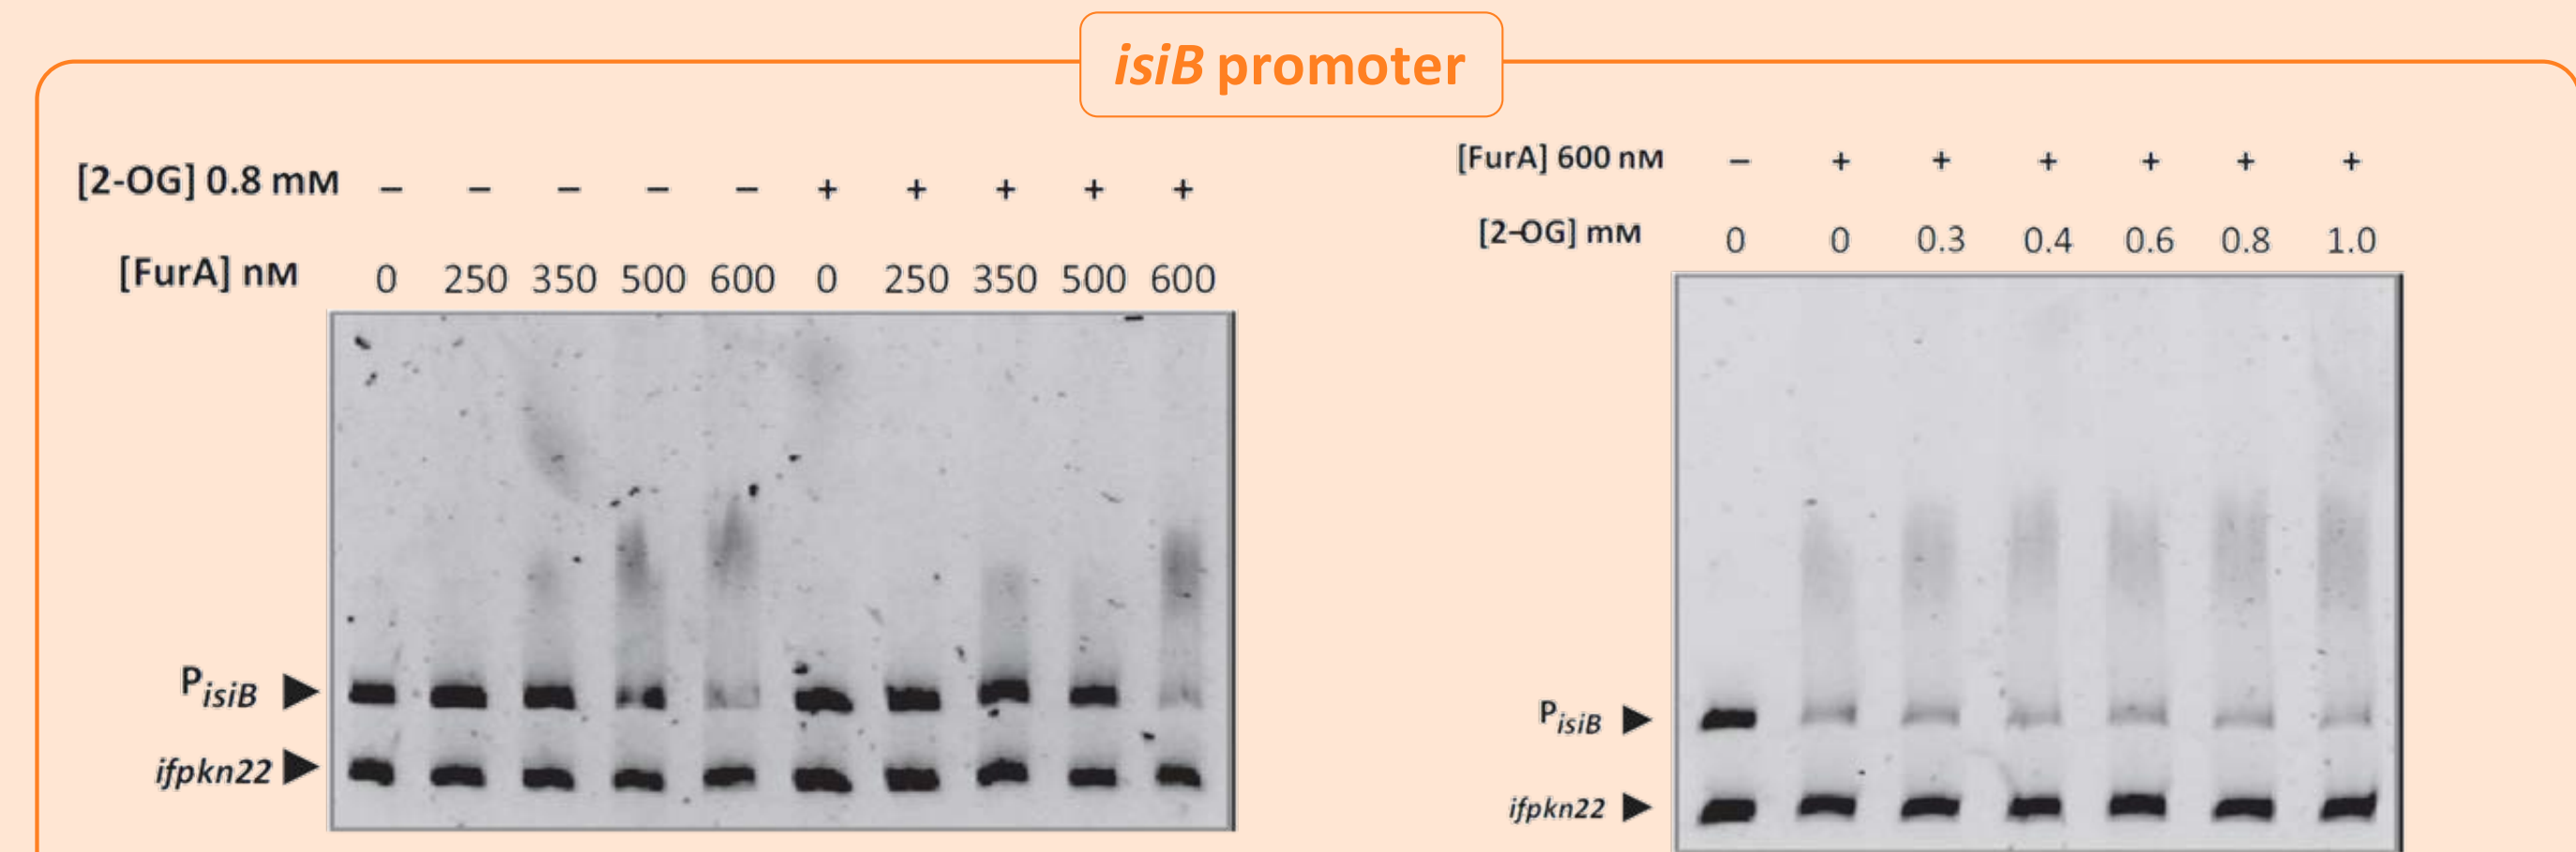 isiB promoter
[2-OG] 0.8 mM – – – – – + + + + +
[FurA] nM 0 250 350 500 600 0 250 350 500 600
PisiB
ifpkn22
[FurA] 600 nM – + + + + + +
[2-OG] mM 0 0 0.3 0.4 0.6 0.8 1.0
PisiB
ifpkn22